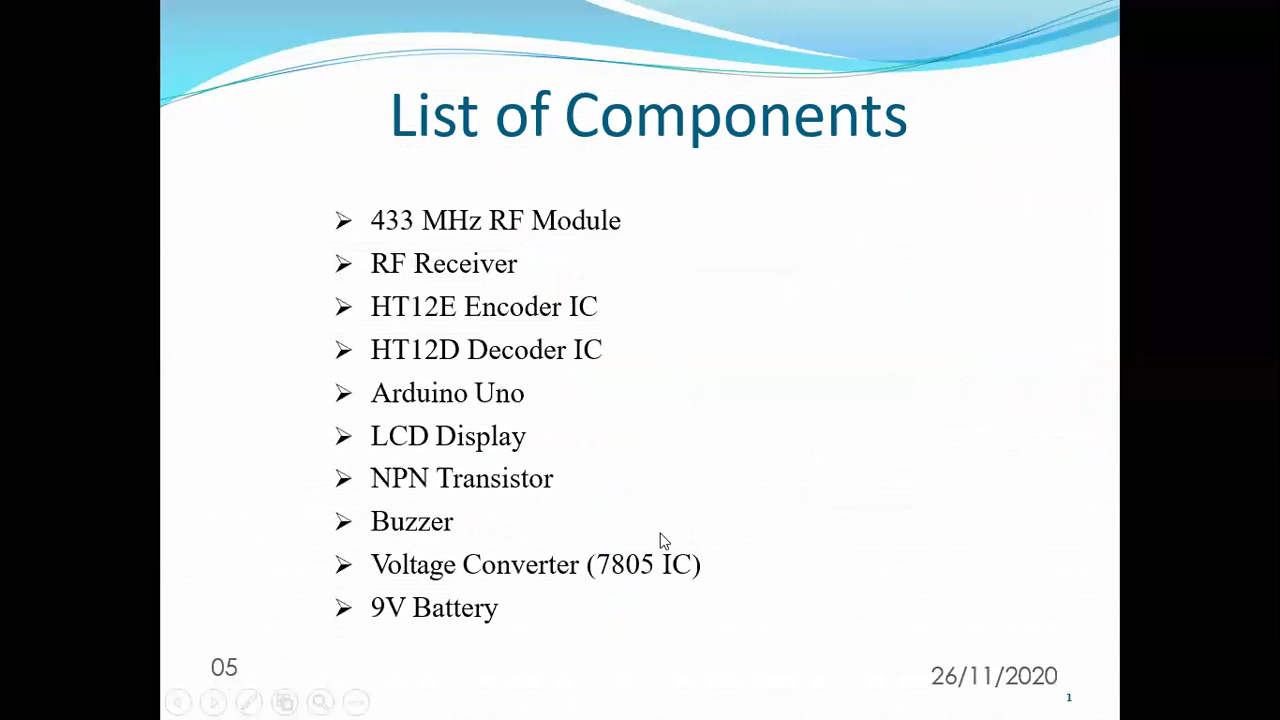 List of Components
433 MHz RF Module
RF Receiver
HT12E Encoder IC
HT12D Decoder IC
Arduino Uno
LCD Display
NPN Transistor
Buzzer
Voltage Converter (7805 IC)
9V Battery
05
26/11/2020
1